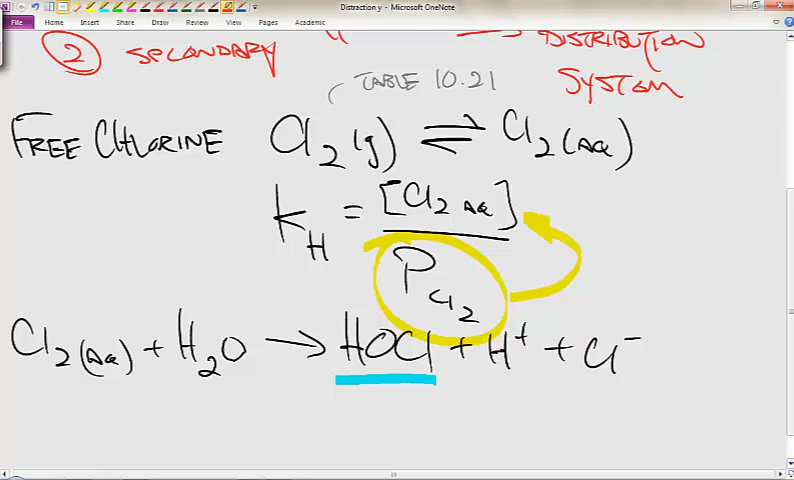 Distraction y - Microsoft OneNote
File Home Insert Share Draw Review View Pages Academic
2 SECONDARY " → DISTRIBUTION
SYSTEM
TABLE 10.21
FREE CHLORINE Cl2(g) ⇌ Cl2(AQ)
KH = [Cl2 AQ]
PCl2
Cl2(AQ) + H2O → HOCl + H+ + Cl−